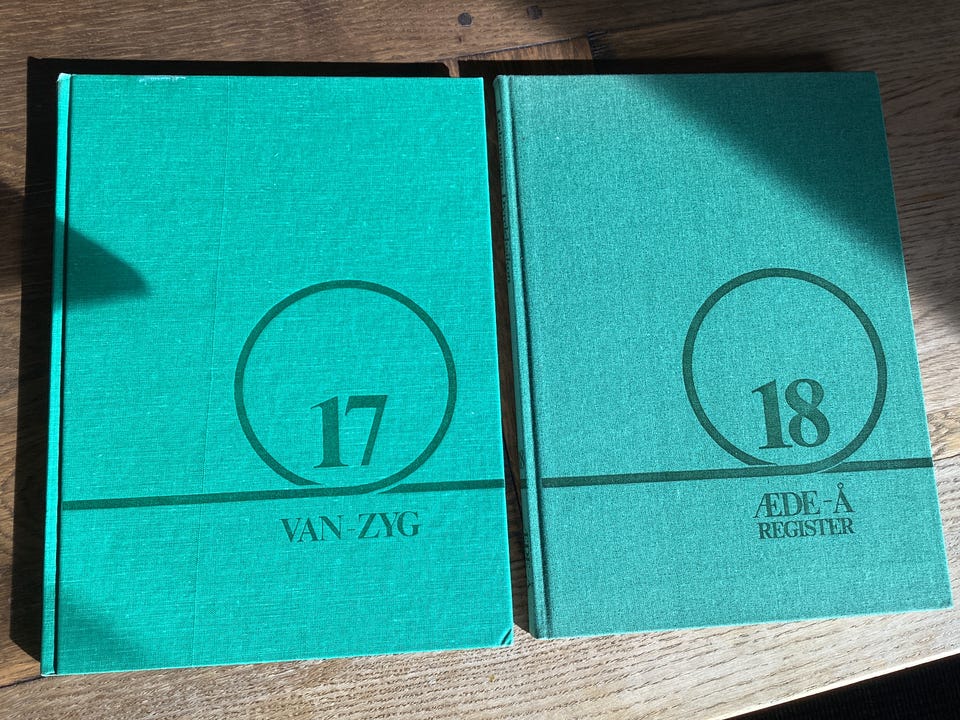 17
VAN-ZYG
18
ÆDE-Å
REGISTER